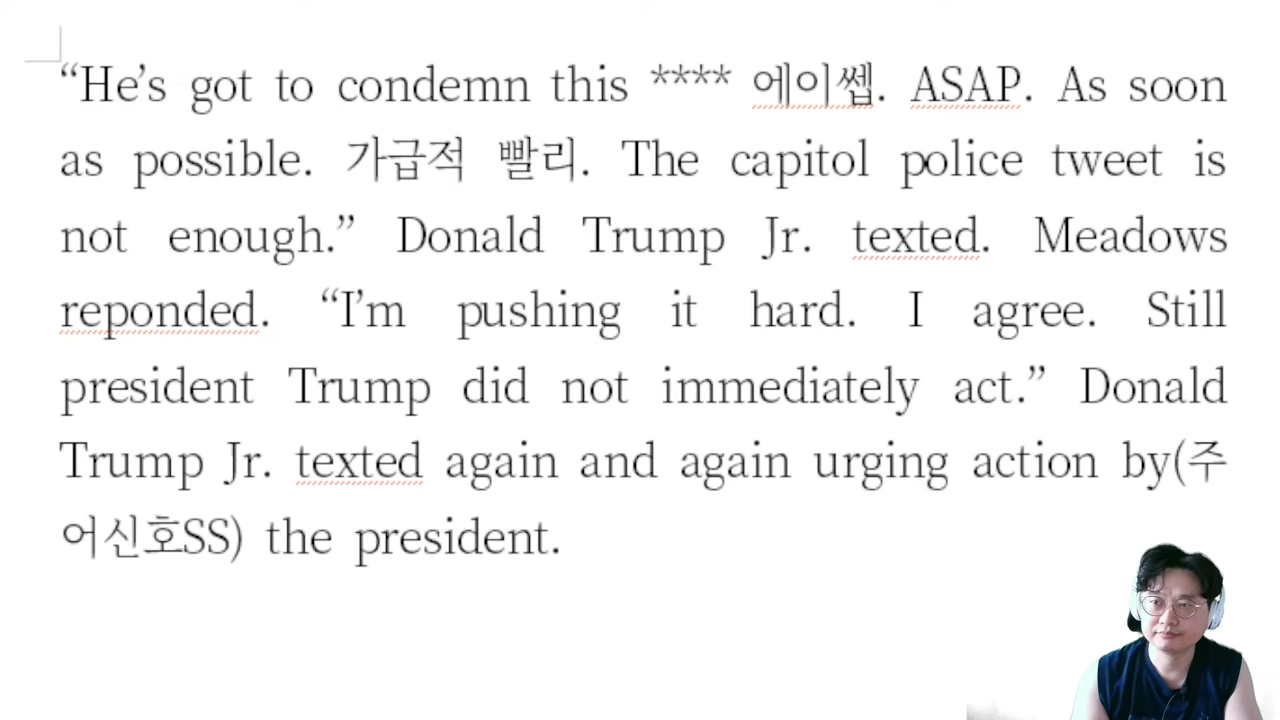 “He’s got to condemn this **** 에이쎕. ASAP. As soon
as possible. 가급적 빨리. The capitol police tweet is
not enough.” Donald Trump Jr. texted. Meadows
reponded. “I’m pushing it hard. I agree. Still
president Trump did not immediately act.” Donald
Trump Jr. texted again and again urging action by(주
어신호SS) the president.